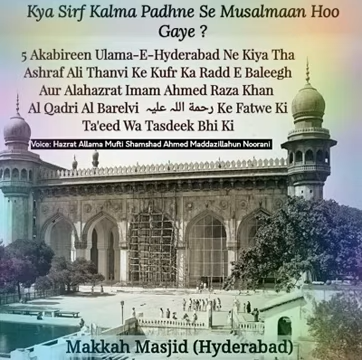 Kya Sirf Kalma Padhne Se Musalmaan Hoo
Gaye ?
5 Akabireen Ulama-E-Hyderabad Ne Kiya Tha
Ashraf Ali Thanvi Ke Kufr Ka Radd E Baleegh
Aur Alahazrat Imam Ahmed Raza Khan
Al Qadri Al Barelvi رحمة الله عليه Ke Fatwe Ki
Ta'eed Wa Tasdeek Bhi Ki
Voice: Hazrat Allama Mufti Shamshad Ahmed Maddazillahun Noorani
Makkah Masjid (Hyderabad)